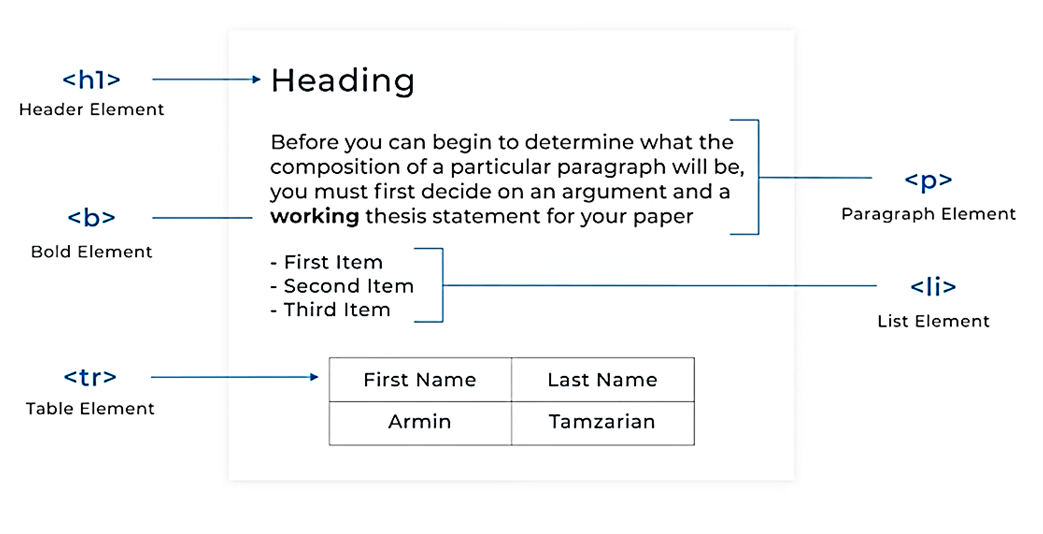 <h1>
Header Element
Heading
Before you can begin to determine what the
composition of a particular paragraph will be,
you must first decide on an argument and a
working thesis statement for your paper
<p>
Paragraph Element
<b>
Bold Element
- First Item
- Second Item
- Third Item
<li>
List Element
<tr>
Table Element
First Name Last Name
Armin Tamzarian